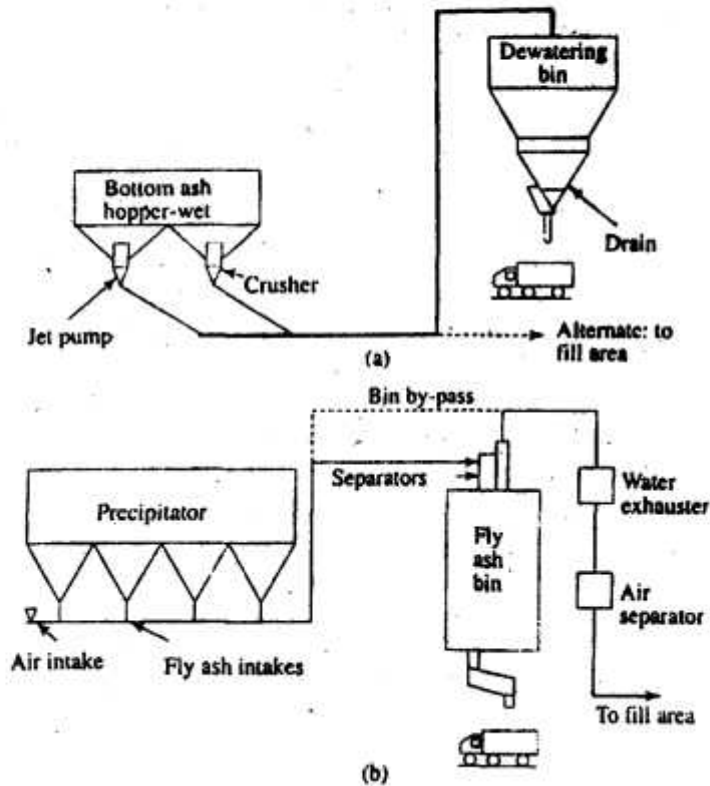 Dewatering
bin
Bottom ash
hopper-wet
Drain
Crusher
Jet pump
Alternate: to
fill area
(a)
Bin by-pass
Separators
Water
exhauster
Precipitator
Fly
ash
bin
Air
separator
Air intake
Fly ash intakes
To fill area
(b)